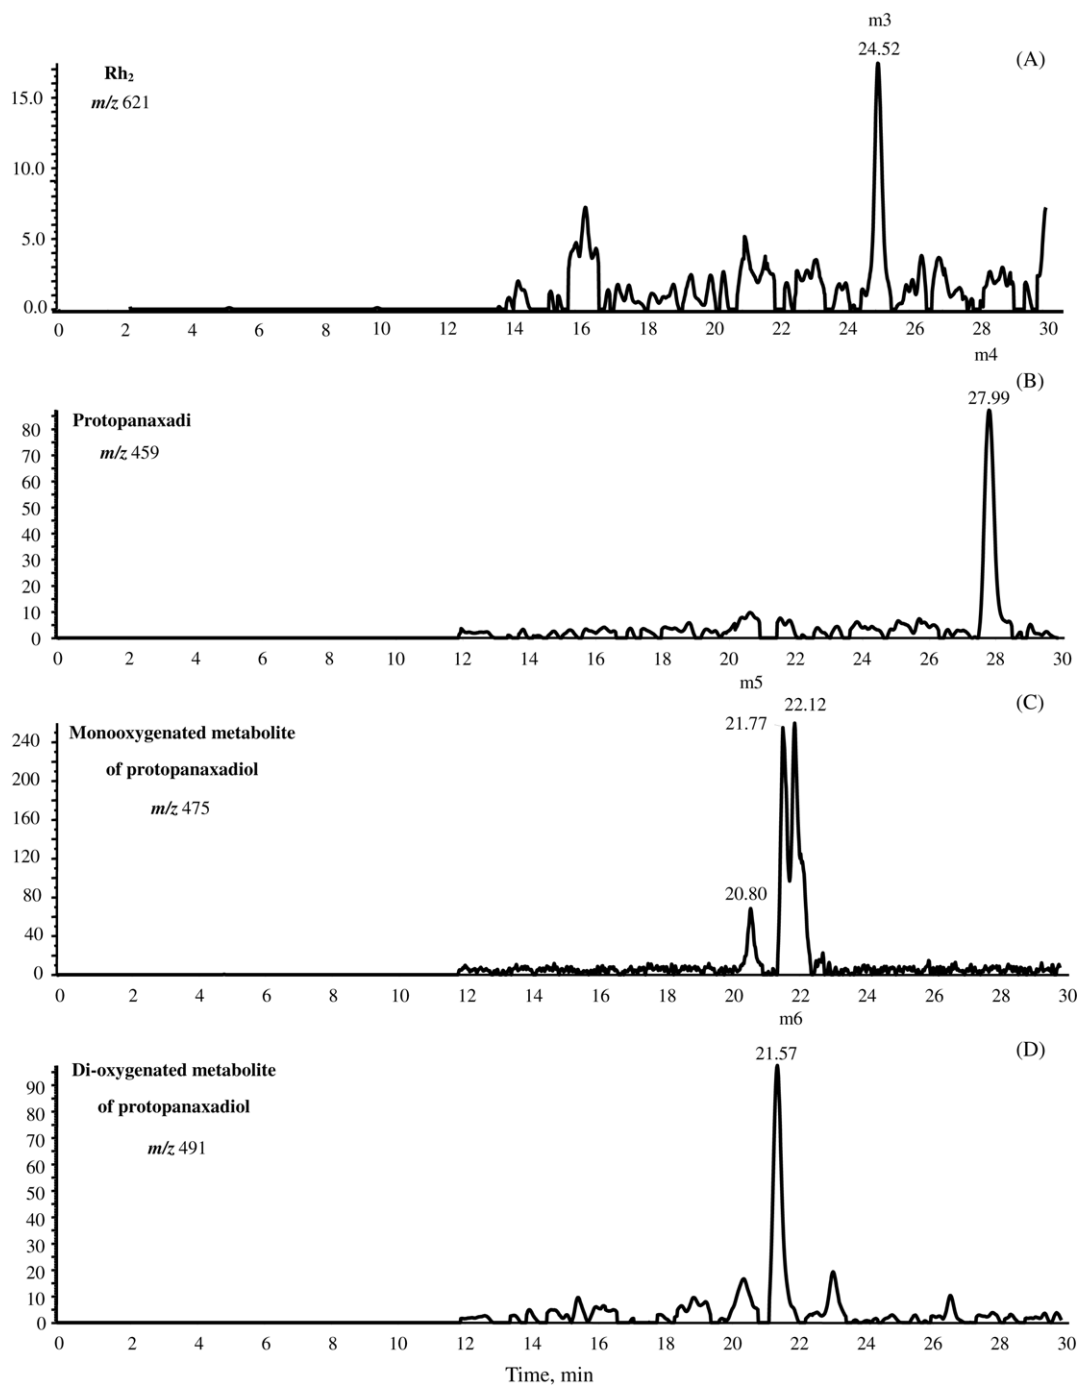 m3
24.52
(A)
Rh₂
m/z 621
15.0
10.0
5.0
0.0
0 2 4 6 8 10 12 14 16 18 20 22 24 26 28 30
m4
(B)
27.99
Protopanaxadi
m/z 459
80
70
60
50
40
30
20
10
0
0 2 4 6 8 10 12 14 16 18 20 22 24 26 28 30
m5
(C)
22.12
21.77
Monooxygenated metabolite
of protopanaxadiol
m/z 475
240
200
160
120
80
40
0
20.80
0 2 4 6 8 10 12 14 16 18 20 22 24 26 28 30
m6
(D)
21.57
Di-oxygenated metabolite
of protopanaxadiol
m/z 491
90
80
70
60
50
40
30
20
10
0
0 2 4 6 8 10 12 14 16 18 20 22 24 26 28 30
Time, min